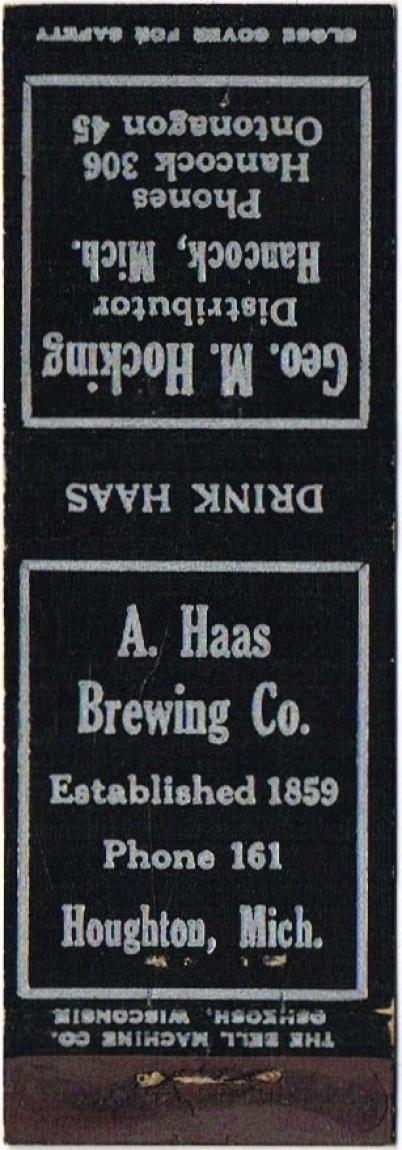 CLOSE COVER FOR SAFETY
Geo. M. Hocking
Distributor
Hancock, Mich.
Phones
Hancock 306
Ontonagon 45
DRINK HAAS
A. Haas
Brewing Co.
Established 1859
Phone 161
Houghton, Mich.
THE BELL MACHINE CO.
OSHKOSH, WISCONSIN